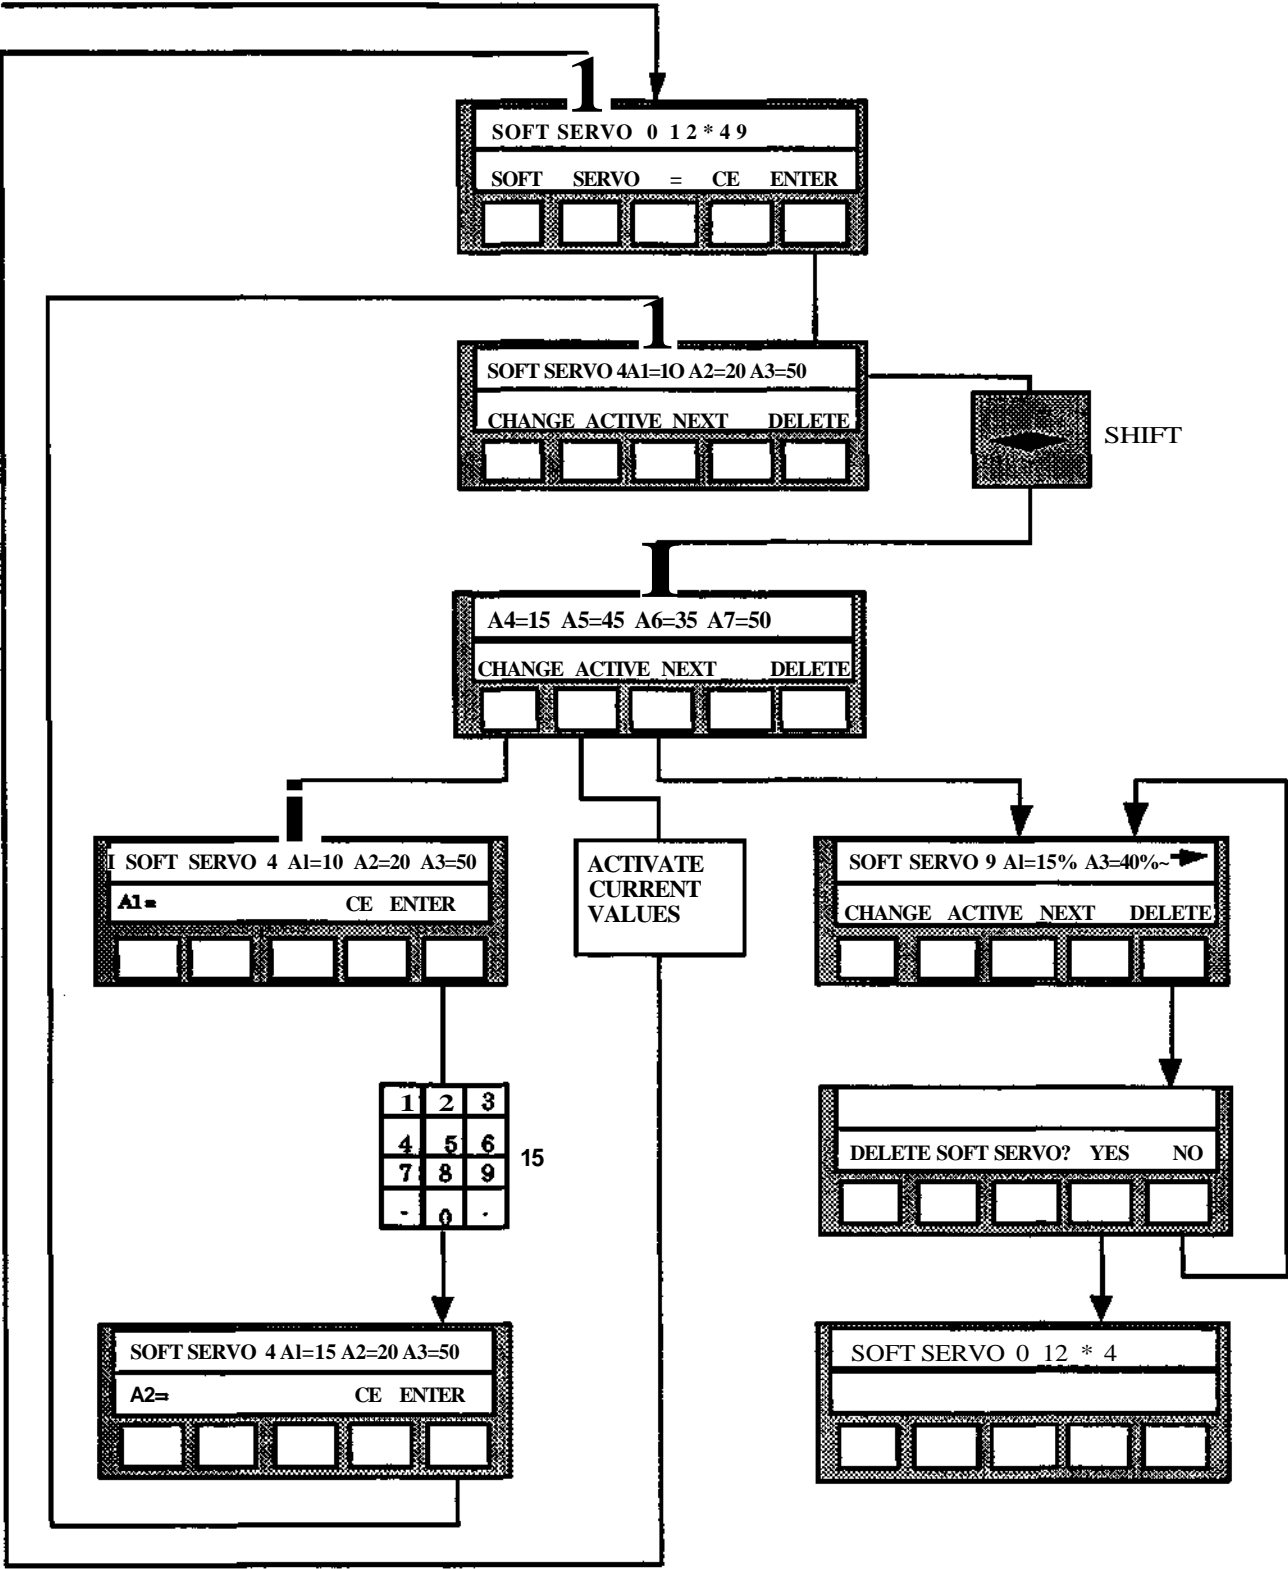 SOFT SERVO 0 1 2 * 4 9
SOFT SERVO = CE ENTER
SOFT SERVO 4A1=1O A2=20 A3=50
CHANGE ACTIVE NEXT DELETE
SHIFT
A4=15 A5=45 A6=35 A7=50
CHANGE ACTIVE NEXT DELETE
I SOFT SERVO 4 Al=10 A2=20 A3=50
A1=
CE ENTER
ACTIVATE
CURRENT
VALUES
SOFT SERVO 9 Al=15% A3=40%~
CHANGE ACTIVE NEXT DELETE
1 2 3
4 5 6
7 8 9
- 0 .
15
DELETE SOFT SERVO? YES NO
SOFT SERVO 4 Al=15 A2=20 A3=50
A2=
CE ENTER
SOFT SERVO 0 12 * 4